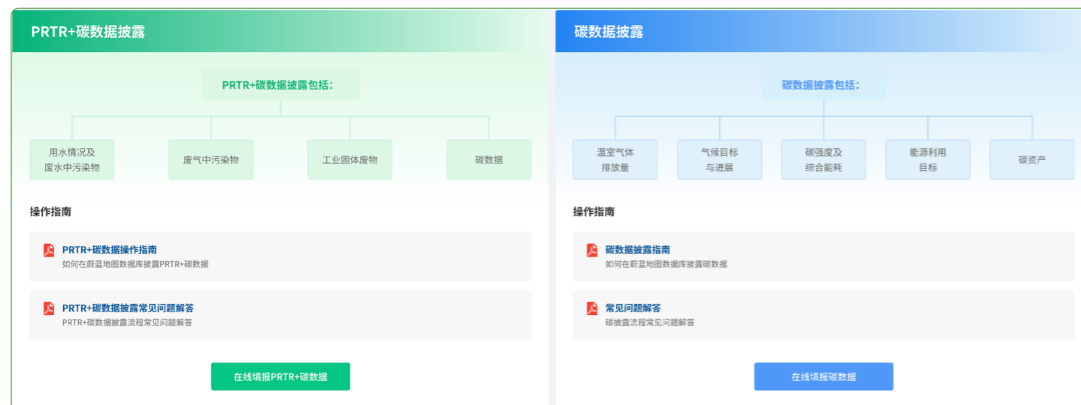 PRTR+碳数据披露
PRTR+碳数据披露包括：
用水情况及
废水中污染物
废气中污染物
工业固体废物
碳数据
操作指南
PRTR+碳数据操作指南
如何在蔚蓝地图数据库披露PRTR+碳数据
PRTR+碳数据披露常见问题解答
PRTR+碳数据披露流程常见问题解答
在线填报PRTR+碳数据
碳数据披露
碳数据披露包括：
温室气体
排放量
气候目标
与进展
碳强度及
综合能耗
能源利用
目标
碳资产
操作指南
碳数据披露指南
如何在蔚蓝地图数据库披露碳数据
常见问题解答
碳披露流程常见问题解答
在线填报碳数据